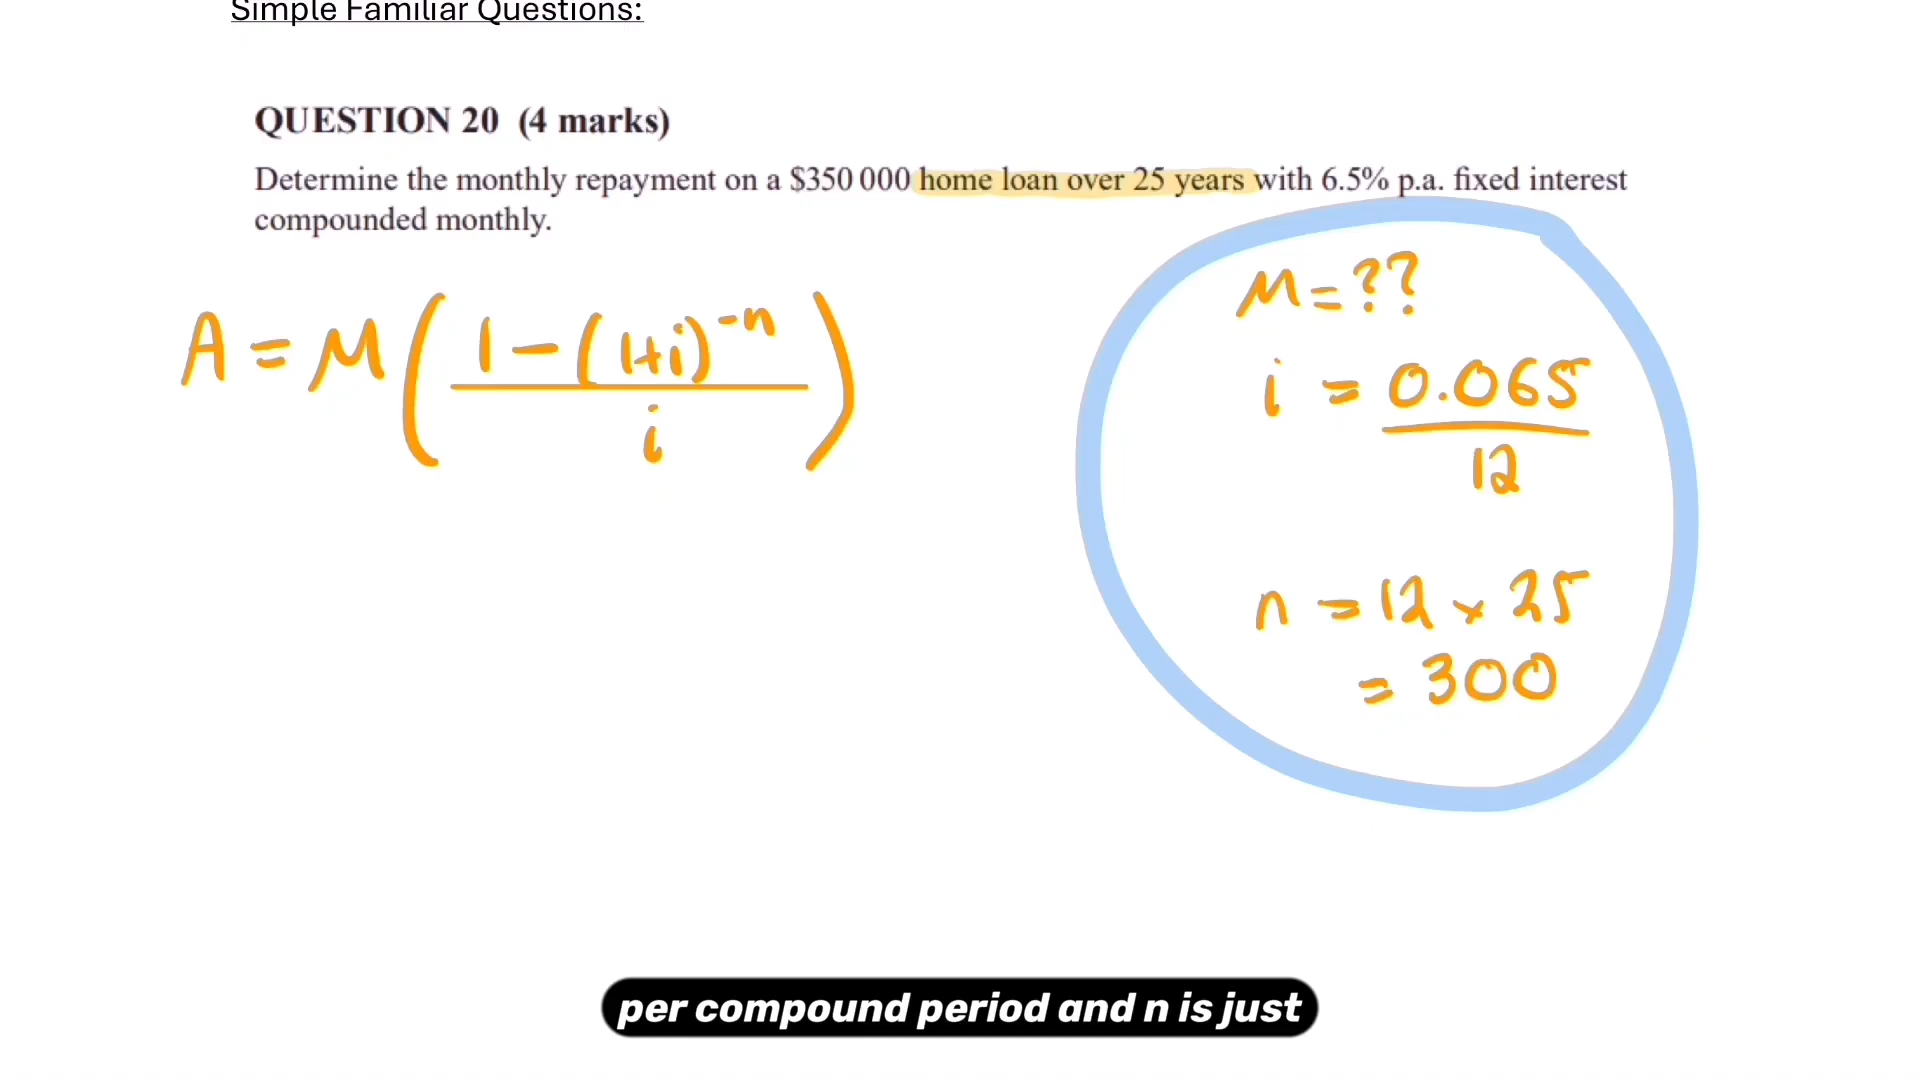 Simple Familiar Questions:
QUESTION 20 (4 marks)
Determine the monthly repayment on a $350 000 home loan over 25 years with 6.5% p.a. fixed interest
compounded monthly.
A = M ( 1 - (1+i)^-n / i )
M = ??
i = 0.065 / 12
n = 12 × 25
= 300
per compound period and n is just